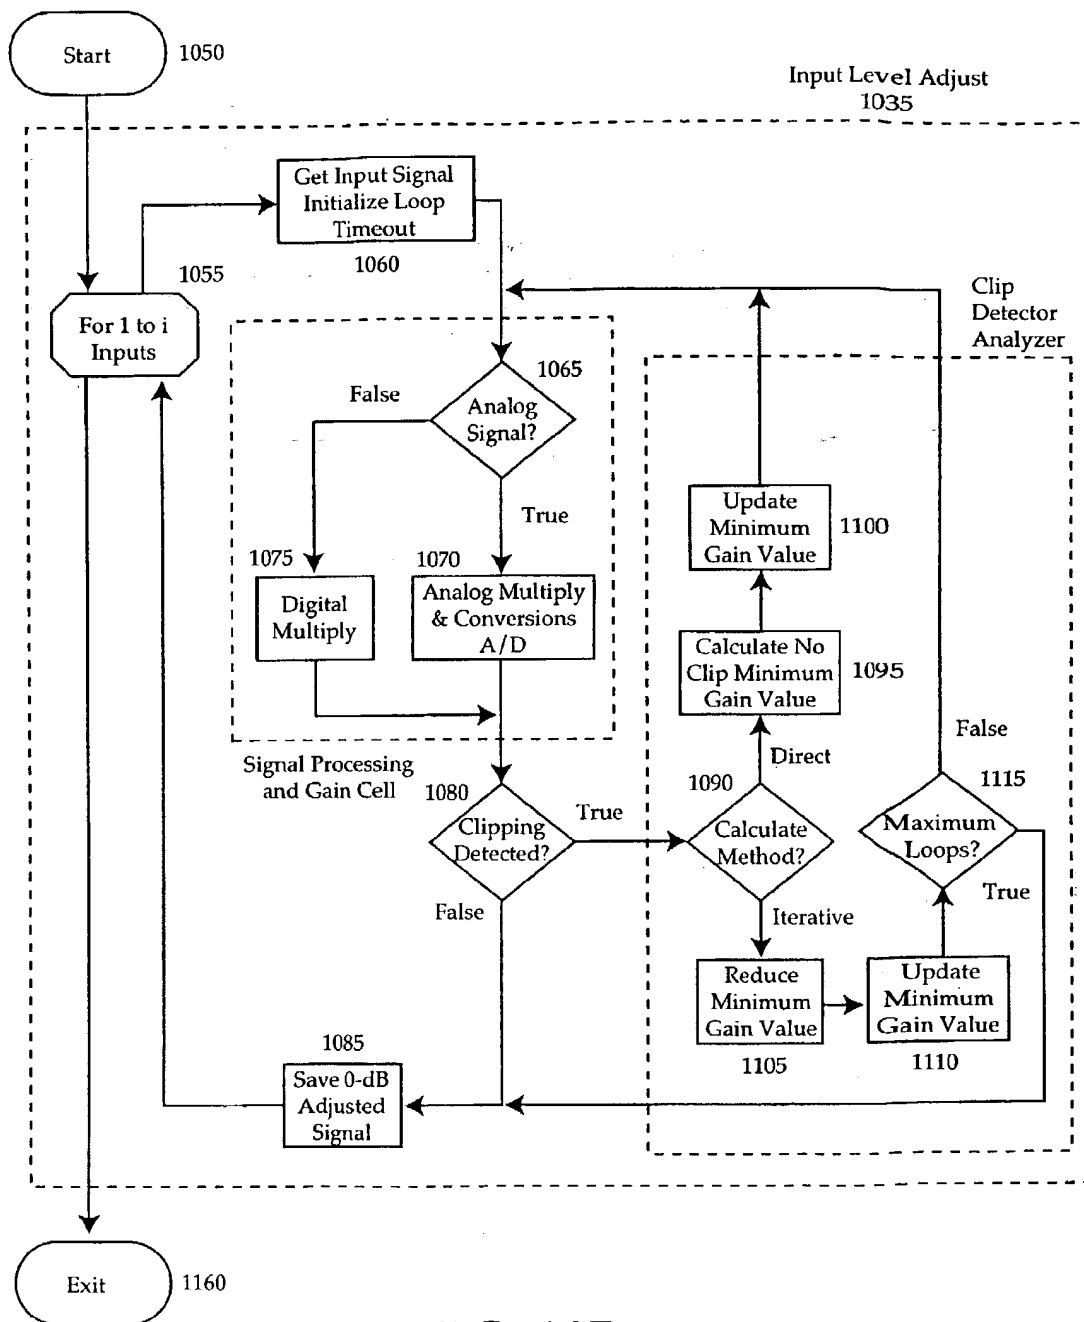 Start
1050
Input Level Adjust
1035
Get Input Signal
Initialize Loop
Timeout
1060
1055
For 1 to i
Inputs
Clip
Detector
Analyzer
1065
False
Analog
Signal?
True
1075
1070
Digital
Multiply
Analog Multiply
& Conversions
A/D
Update
Minimum
Gain Value
1100
Calculate No
Clip Minimum
Gain Value
1095
Signal Processing
and Gain Cell
1080
Clipping
Detected?
True
False
1090
Direct
Calculate
Method?
Iterative
False
1115
Maximum
Loops?
True
Reduce
Minimum
Gain Value
1105
Update
Minimum
Gain Value
1110
1085
Save 0-dB
Adjusted
Signal
Exit
1160